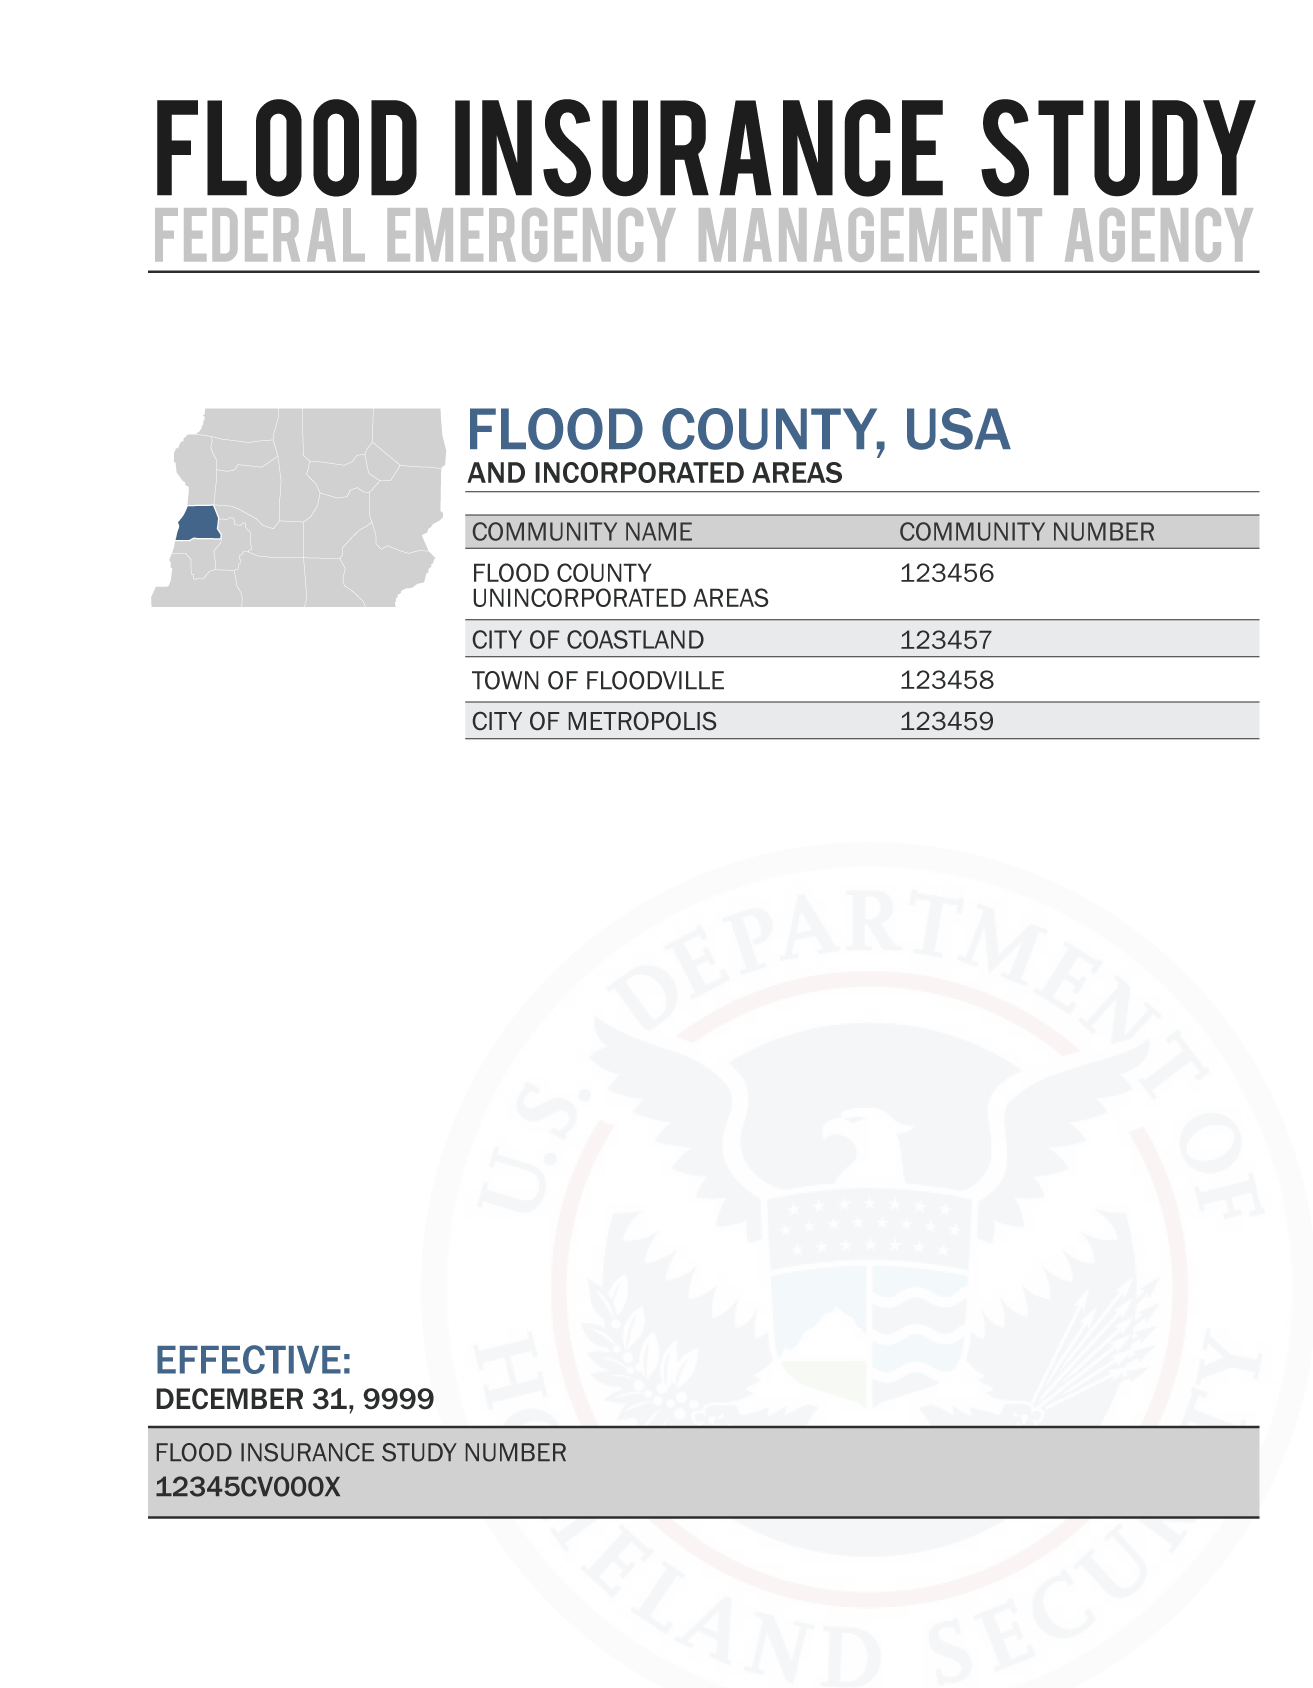 FLOOD INSURANCE STUDY
FEDERAL EMERGENCY MANAGEMENT AGENCY
FLOOD COUNTY, USA
AND INCORPORATED AREAS
COMMUNITY NAME COMMUNITY NUMBER
FLOOD COUNTY 123456
UNINCORPORATED AREAS
CITY OF COASTLAND 123457
TOWN OF FLOODVILLE 123458
CITY OF METROPOLIS 123459
U.S. DEPARTMENT OF
H IELAND SECURITY
EFFECTIVE:
DECEMBER 31, 9999
FLOOD INSURANCE STUDY NUMBER
12345CV000X